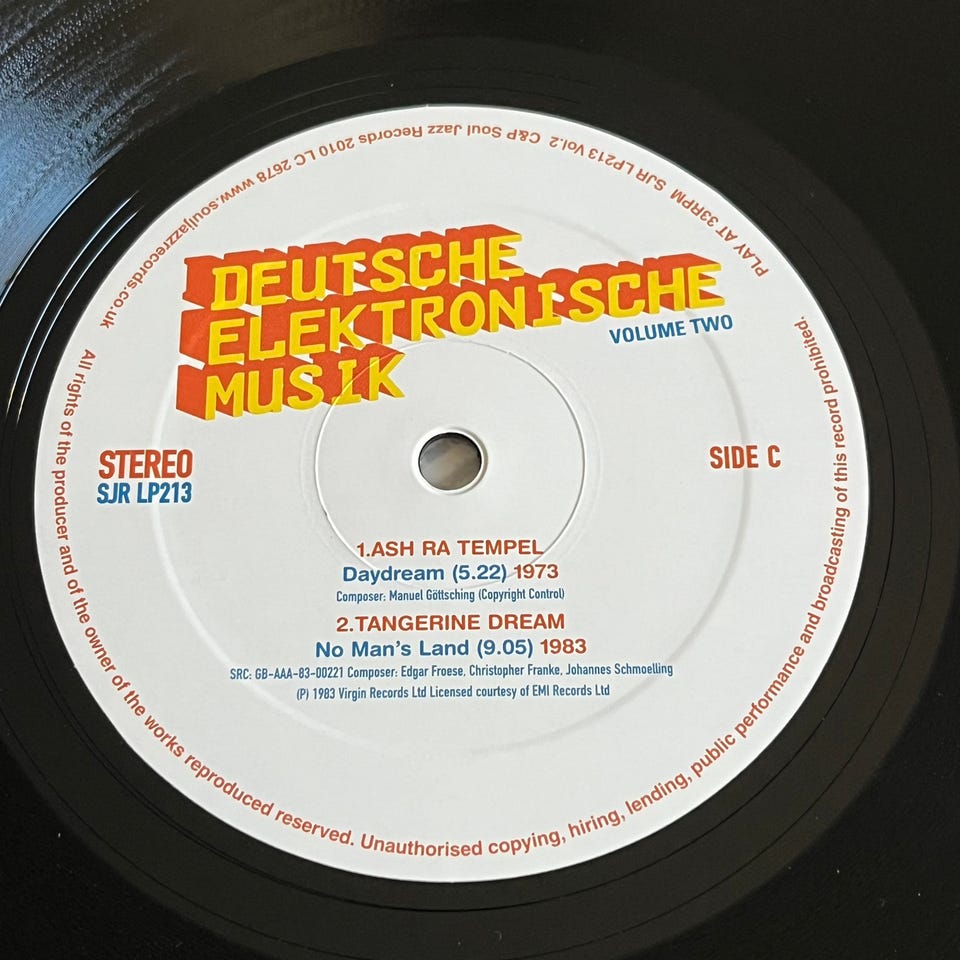 PLAY AT 33RPM SJR LP213 Vol.2 C&P Soul Jazz Records 2010 LC 2678 www.souljazzrecords.co.uk
DEUTSCHE
ELEKTRONISCHE
MUSIK
VOLUME TWO
STEREO
SJR LP213
SIDE C
1.ASH RA TEMPEL
Daydream (5.22) 1973
Composer: Manuel Göttsching (Copyright Control)
2.TANGERINE DREAM
No Man's Land (9.05) 1983
SRC: GB-AAA-83-00221 Composer: Edgar Froese, Christopher Franke, Johannes Schmoelling
(P) 1983 Virgin Records Ltd Licensed courtesy of EMI Records Ltd
All rights of the producer and of the owner of the works reproduced reserved. Unauthorised copying, hiring, lending, public performance and broadcasting of this record prohibited.